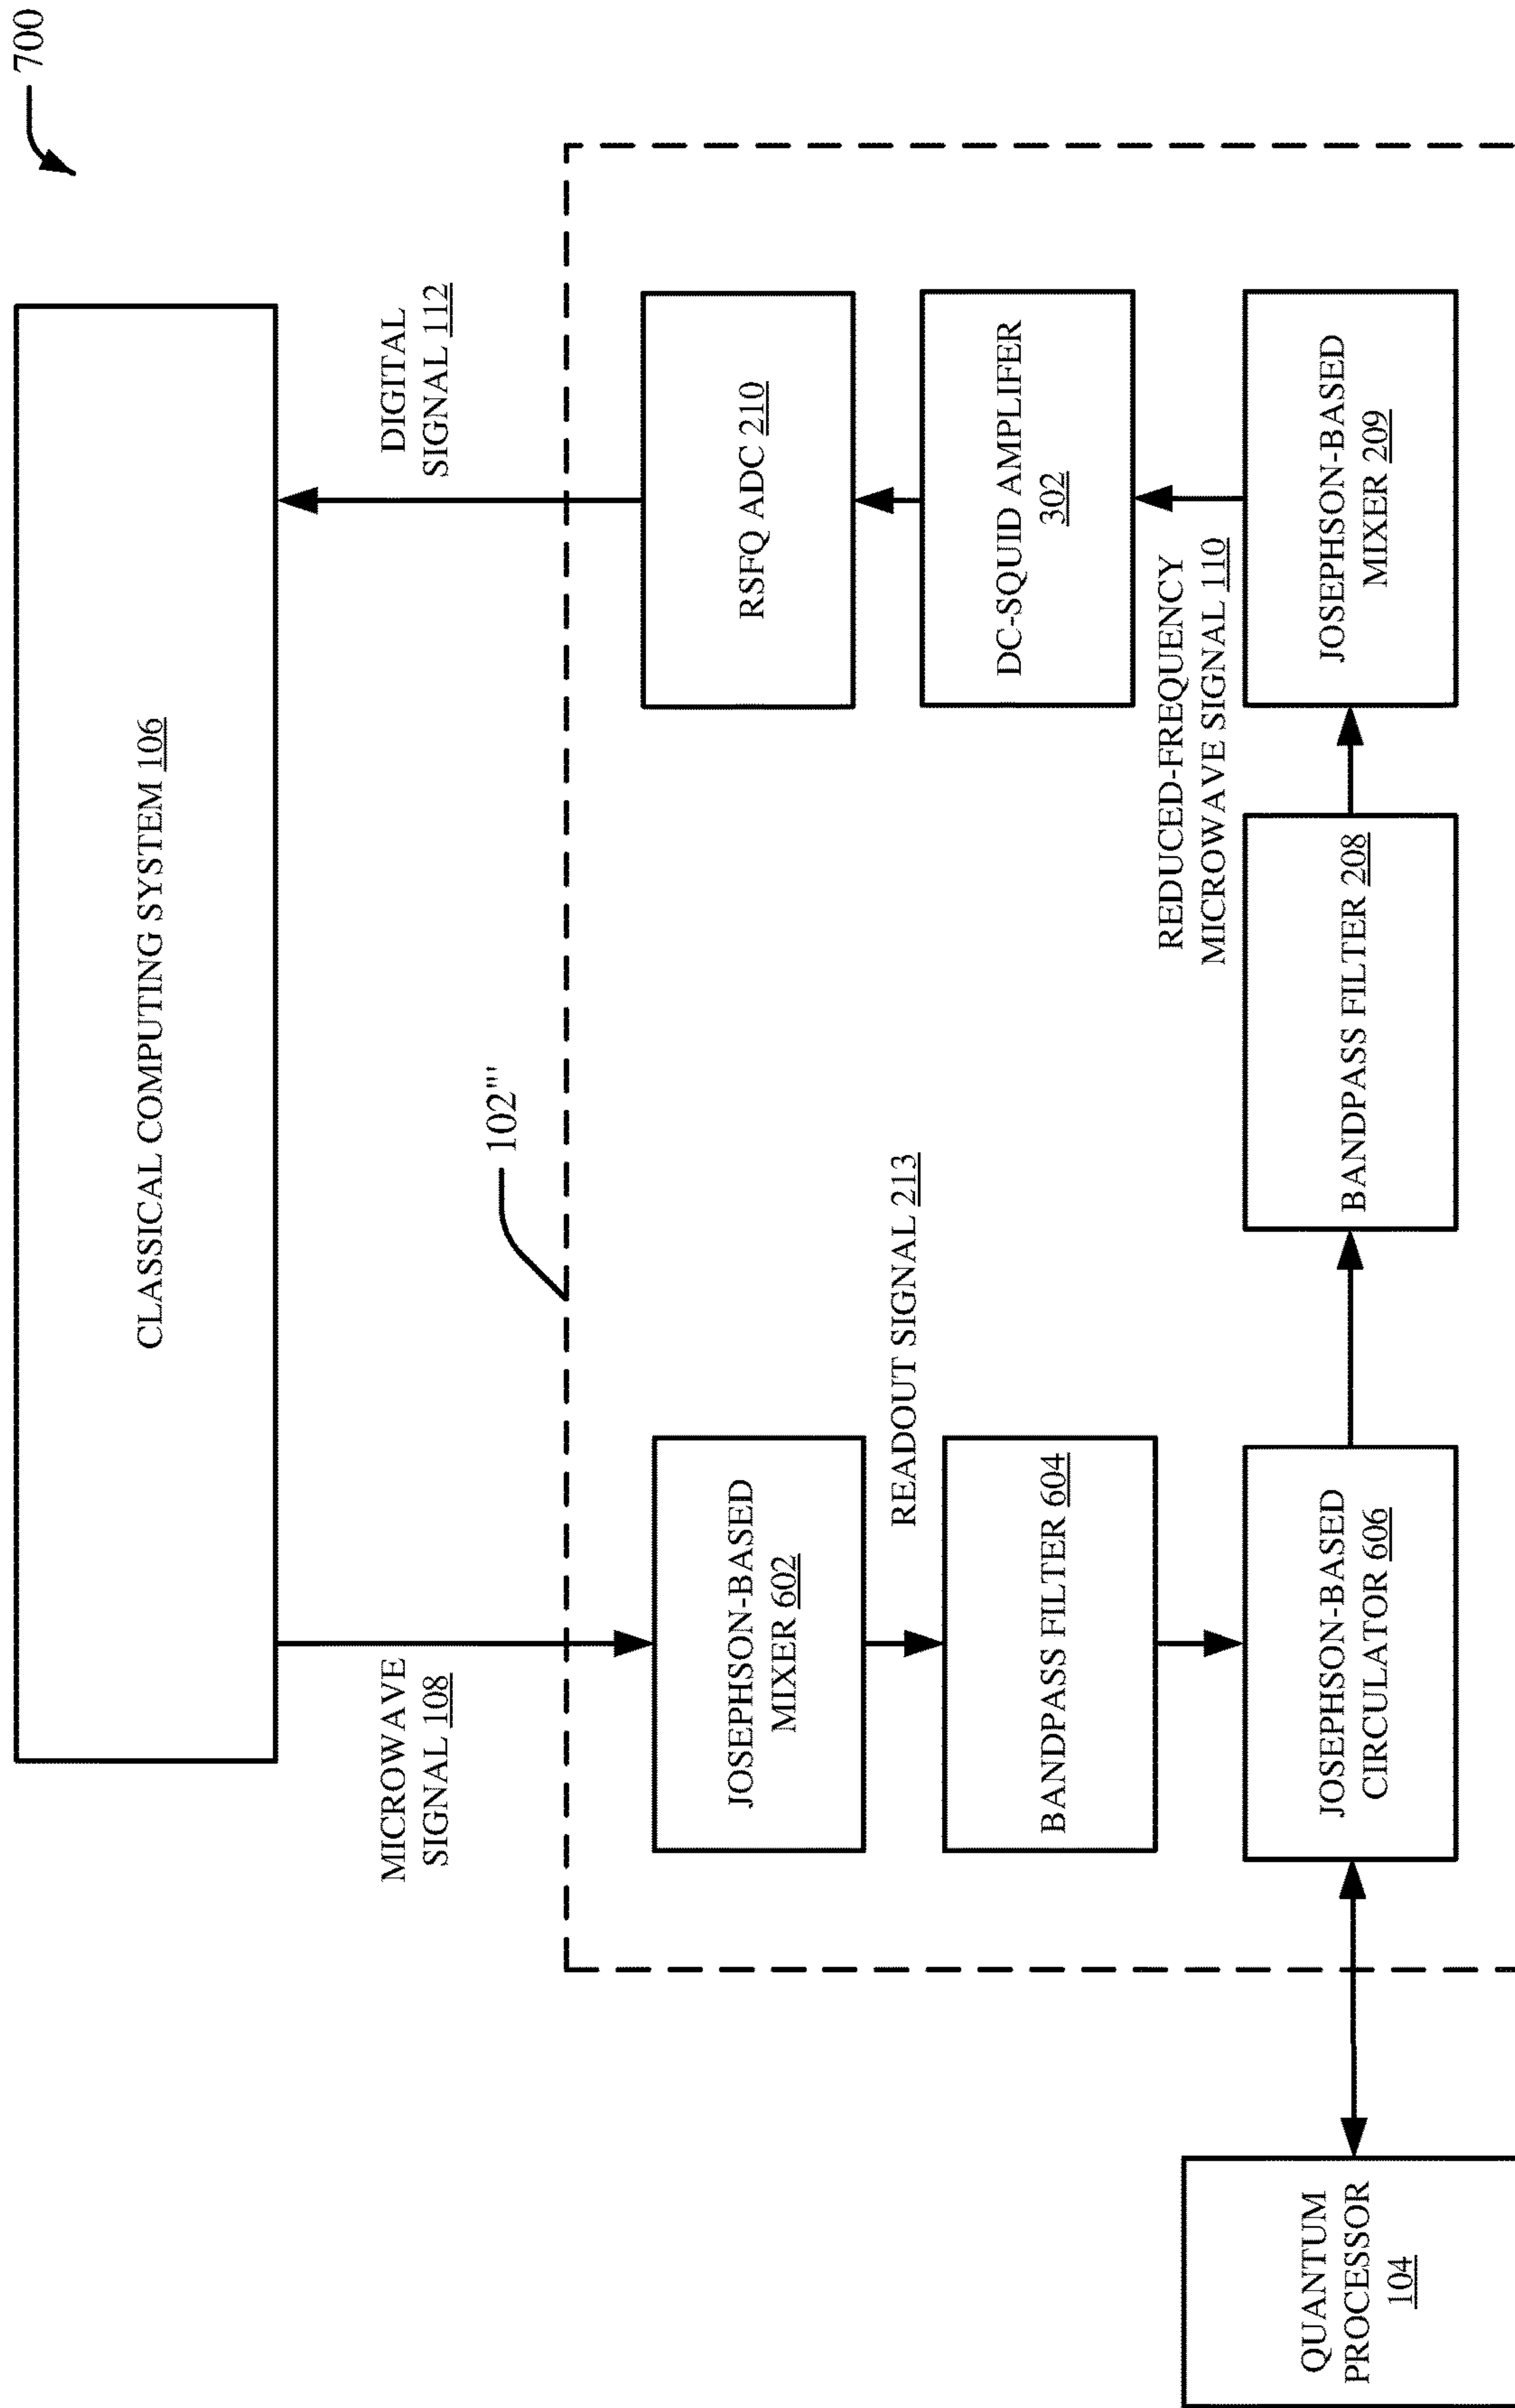 700
CLASSICAL COMPUTING SYSTEM 106
MICROWAVE
SIGNAL 108
DIGITAL
SIGNAL 112
102''''
JOSEPHSON-BASED
MIXER 602
READOUT SIGNAL 213
BANDPASS FILTER 604
RSFQ ADC 210
DC-SQUID AMPLIFER
302
REDUCED-FREQUENCY
MICROWAVE SIGNAL 110
QUANTUM
PROCESSOR
104
JOSEPHSON-BASED
CIRCULATOR 606
BANDPASS FILTER 208
JOSEPHSON-BASED
MIXER 209